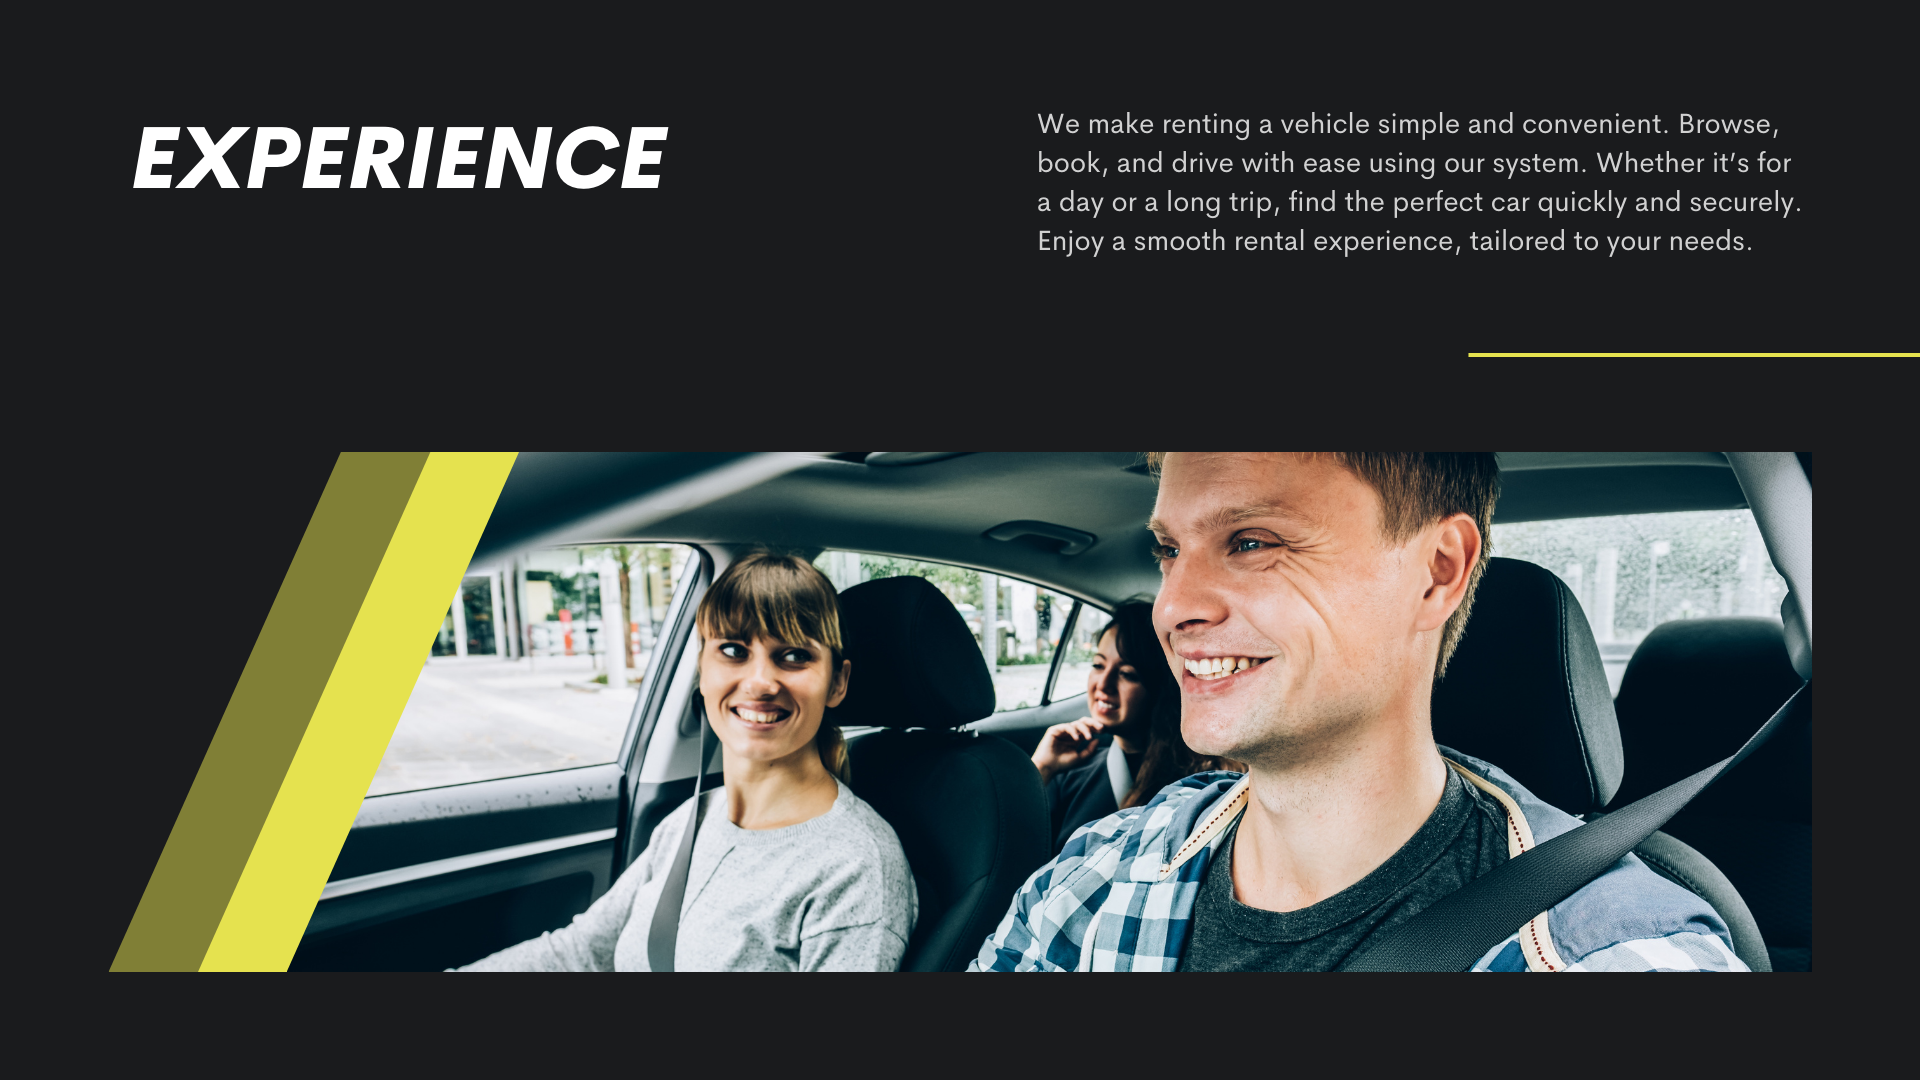 EXPERIENCE
We make renting a vehicle simple and convenient. Browse,
book, and drive with ease using our system. Whether it’s for
a day or a long trip, find the perfect car quickly and securely.
Enjoy a smooth rental experience, tailored to your needs.